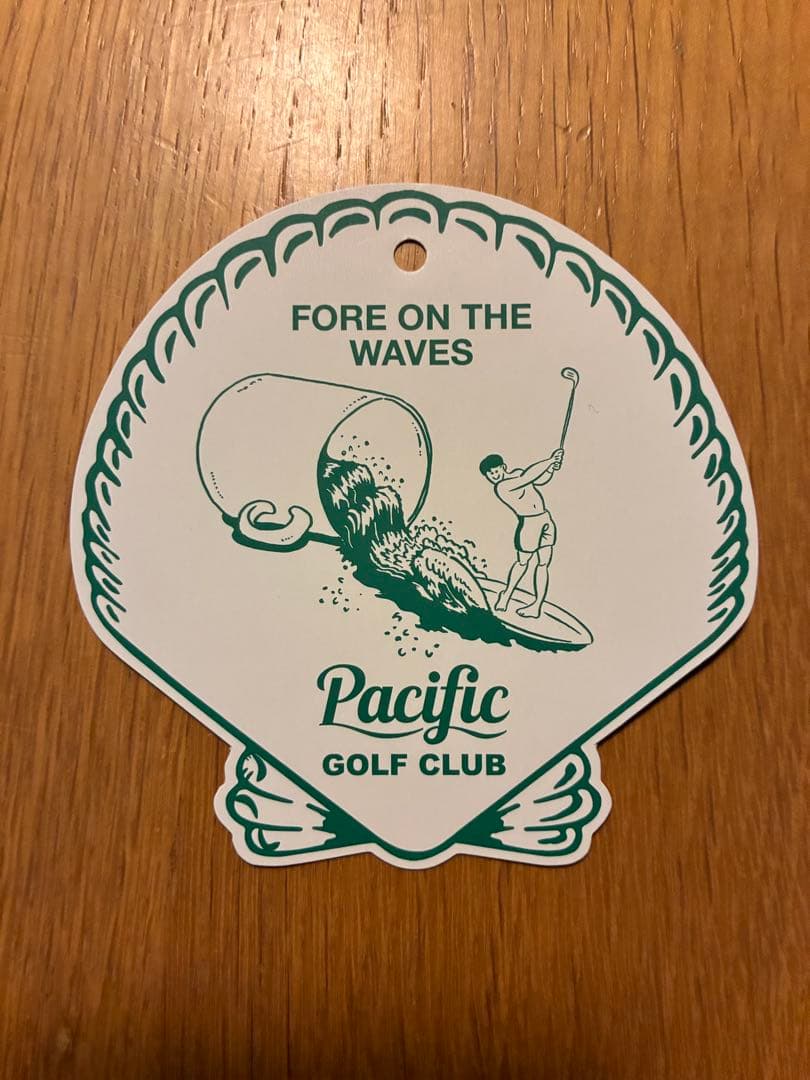 FORE ON THE
WAVES
Pacific
GOLF CLUB